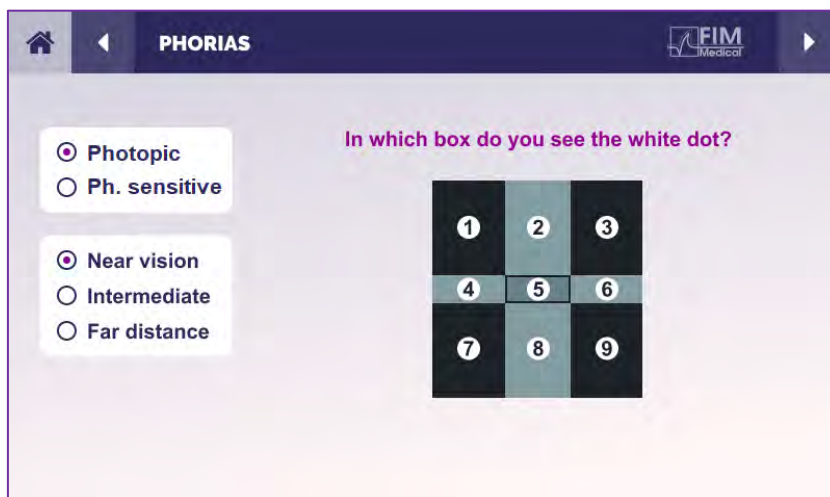 PHORIAS
FIM
Medical
Photopic
Ph. sensitive
Near vision
Intermediate
Far distance
In which box do you see the white dot?
1 2 3
4 5 6
7 8 9